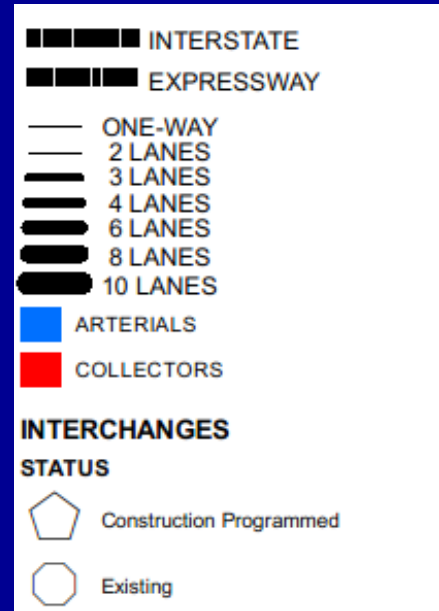 INTERSTATE
EXPRESSWAY
ONE-WAY
2 LANES
3 LANES
4 LANES
6 LANES
8 LANES
10 LANES
ARTERIALS
COLLECTORS
INTERCHANGES
STATUS
Construction Programmed
Existing